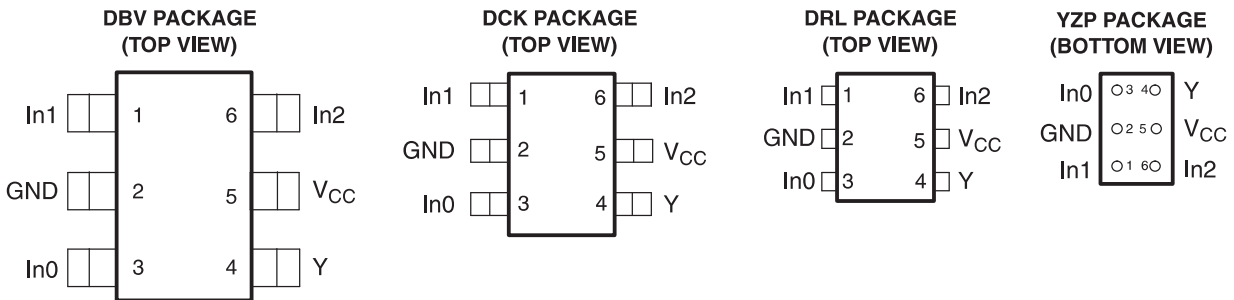 DBV PACKAGE
(TOP VIEW)
In1 1 6 In2
GND 2 5 VCC
In0 3 4 Y
DCK PACKAGE
(TOP VIEW)
In1 1 6 In2
GND 2 5 VCC
In0 3 4 Y
DRL PACKAGE
(TOP VIEW)
In1 1 6 In2
GND 2 5 VCC
In0 3 4 Y
YZP PACKAGE
(BOTTOM VIEW)
In0 3 4 Y
GND 2 5 VCC
In1 1 6 In2